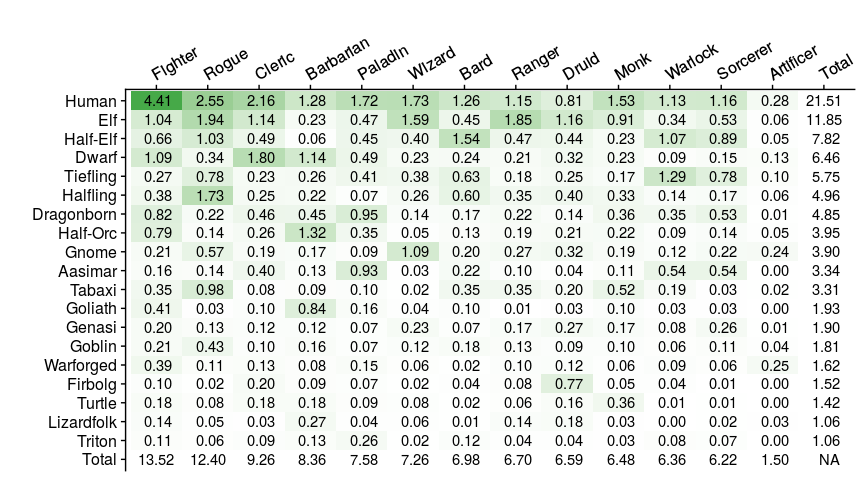 Fighter Rogue Cleric Barbarian Paladin Wizard Bard Ranger Druid Monk Warlock Sorcerer Artificer Total
Human 4.41 2.55 2.16 1.28 1.72 1.73 1.26 1.15 0.81 1.53 1.13 1.16 0.28 21.51
Elf 1.04 1.94 1.14 0.23 0.47 1.59 0.45 1.85 1.16 0.91 0.34 0.53 0.06 11.85
Half-Elf 0.66 1.03 0.49 0.06 0.45 0.40 1.54 0.47 0.44 0.23 1.07 0.89 0.05 7.82
Dwarf 1.09 0.34 1.80 1.14 0.49 0.23 0.24 0.21 0.32 0.23 0.09 0.15 0.13 6.46
Tiefling 0.27 0.78 0.23 0.26 0.41 0.38 0.63 0.18 0.25 0.17 1.29 0.78 0.10 5.75
Halfling 0.38 1.73 0.25 0.22 0.07 0.26 0.60 0.35 0.40 0.33 0.14 0.17 0.06 4.96
Dragonborn 0.82 0.22 0.46 0.45 0.95 0.14 0.17 0.22 0.14 0.36 0.35 0.53 0.01 4.85
Half-Orc 0.79 0.14 0.26 1.32 0.35 0.05 0.13 0.19 0.21 0.22 0.09 0.14 0.05 3.95
Gnome 0.21 0.57 0.19 0.17 0.09 1.09 0.20 0.27 0.32 0.19 0.12 0.22 0.24 3.90
Aasimar 0.16 0.14 0.40 0.13 0.93 0.03 0.22 0.10 0.04 0.11 0.54 0.54 0.00 3.34
Tabaxi 0.35 0.98 0.08 0.09 0.10 0.02 0.35 0.35 0.20 0.52 0.19 0.03 0.02 3.31
Goliath 0.41 0.03 0.10 0.84 0.16 0.04 0.10 0.01 0.03 0.10 0.03 0.03 0.00 1.93
Genasi 0.20 0.13 0.12 0.12 0.07 0.23 0.07 0.17 0.27 0.17 0.08 0.26 0.01 1.90
Goblin 0.21 0.43 0.10 0.16 0.07 0.12 0.18 0.13 0.09 0.10 0.06 0.11 0.04 1.81
Warforged 0.39 0.11 0.13 0.08 0.15 0.06 0.02 0.10 0.12 0.06 0.09 0.06 0.25 1.62
Firbolg 0.10 0.02 0.20 0.09 0.07 0.02 0.04 0.08 0.77 0.05 0.04 0.01 0.00 1.52
Turtle 0.18 0.08 0.18 0.18 0.09 0.08 0.02 0.06 0.16 0.36 0.01 0.01 0.00 1.42
Lizardfolk 0.14 0.05 0.03 0.27 0.04 0.06 0.01 0.14 0.18 0.03 0.00 0.02 0.03 1.06
Triton 0.11 0.06 0.09 0.13 0.26 0.02 0.12 0.04 0.04 0.03 0.08 0.07 0.00 1.06
Total 13.52 12.40 9.26 8.36 7.58 7.26 6.98 6.70 6.59 6.48 6.36 6.22 1.50 NA